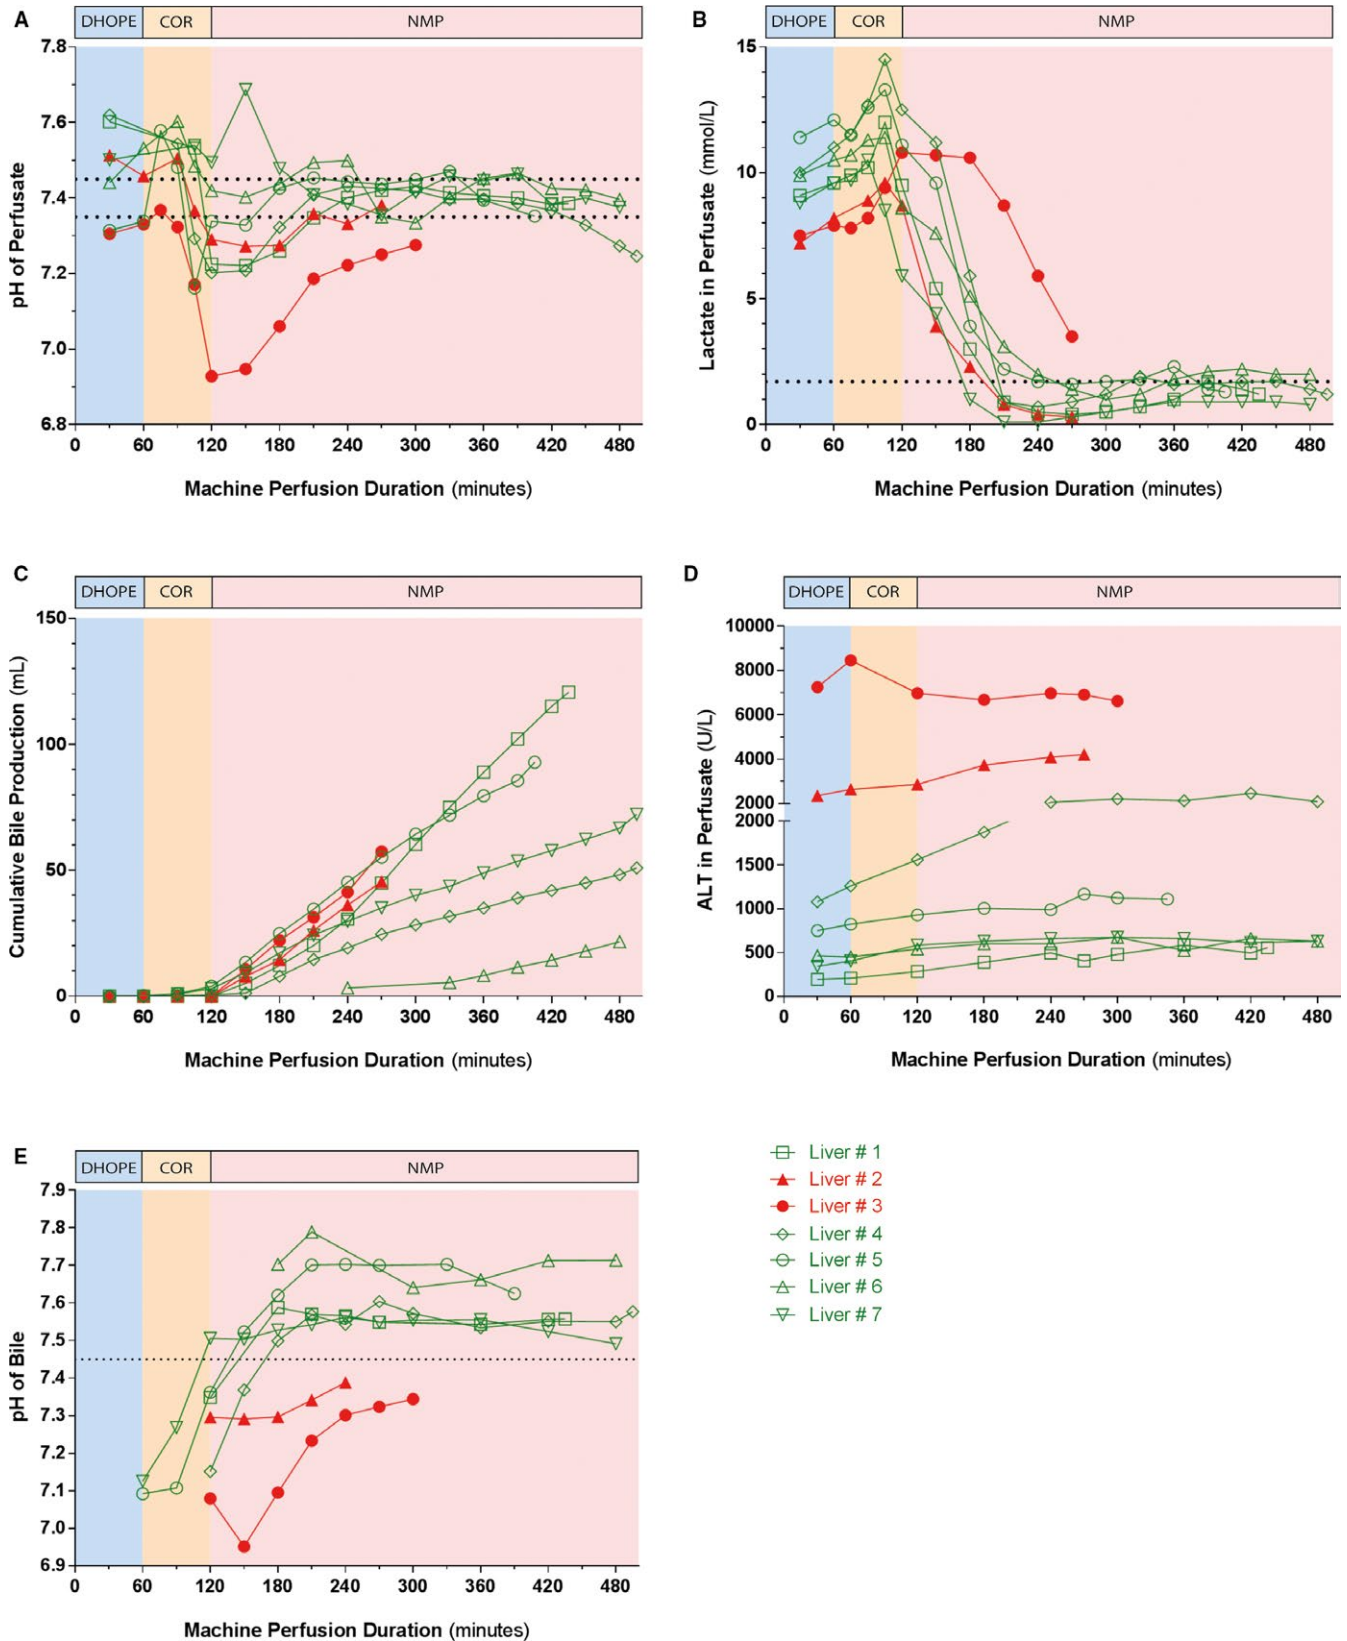 A
DHOPE COR NMP
7.8
7.6
7.4
7.2
7.0
6.8
pH of Perfusate
0 60 120 180 240 300 360 420 480
Machine Perfusion Duration (minutes)
B
DHOPE COR NMP
15
10
5
0
Lactate in Perfusate (mmol/L)
0 60 120 180 240 300 360 420 480
Machine Perfusion Duration (minutes)
C
DHOPE COR NMP
150
100
50
0
Cumulative Bile Production (mL)
0 60 120 180 240 300 360 420 480
Machine Perfusion Duration (minutes)
D
DHOPE COR NMP
10000
8000
6000
4000
2000
2000
1500
1000
500
0
ALT in Perfusate (U/L)
0 60 120 180 240 300 360 420 480
Machine Perfusion Duration (minutes)
E
DHOPE COR NMP
7.9
7.8
7.7
7.6
7.5
7.4
7.3
7.2
7.1
7.0
6.9
pH of Bile
0 60 120 180 240 300 360 420 480
Machine Perfusion Duration (minutes)
Liver # 1
Liver # 2
Liver # 3
Liver # 4
Liver # 5
Liver # 6
Liver # 7